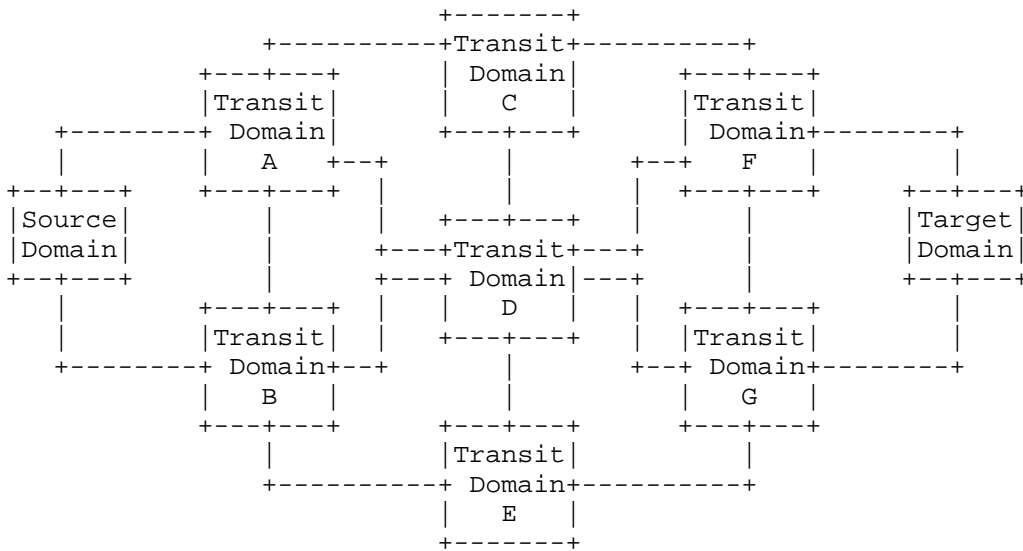 Transit
Domain
C
Transit
Domain
A
Transit
Domain
F
Source
Domain
Transit
Domain
D
Target
Domain
Transit
Domain
B
Transit
Domain
G
Transit
Domain
E